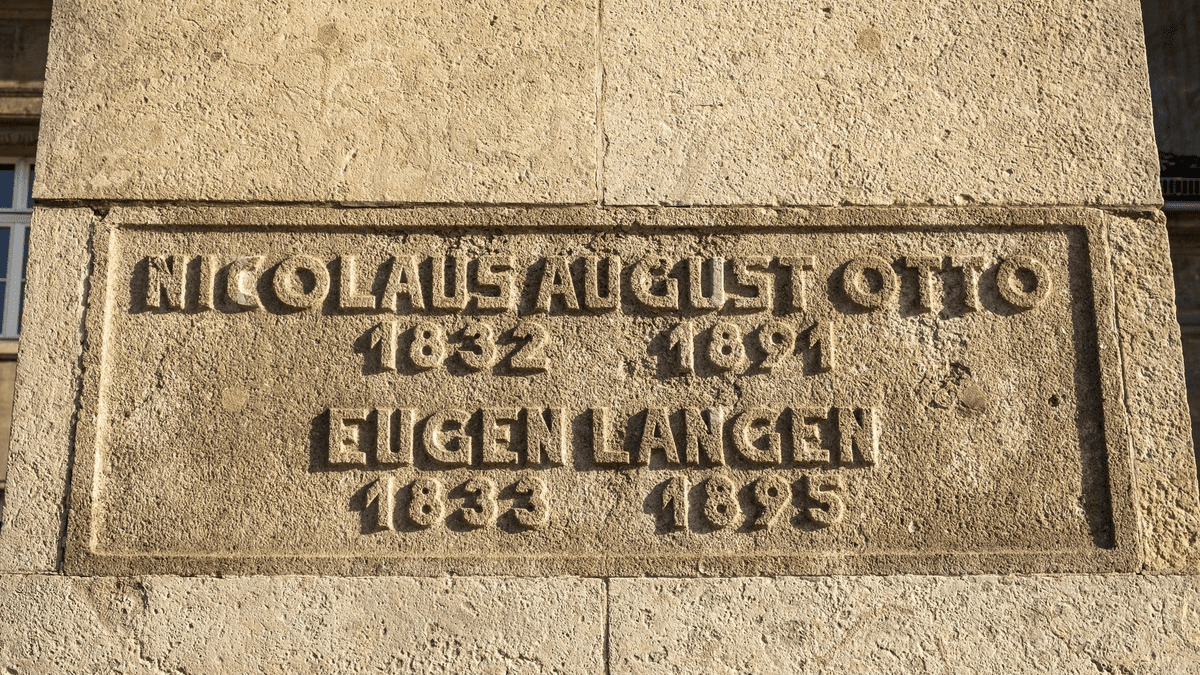 NICOLAUS AUGUST OTTO
1832 1891
EUGEN LANGEN
1833 1895